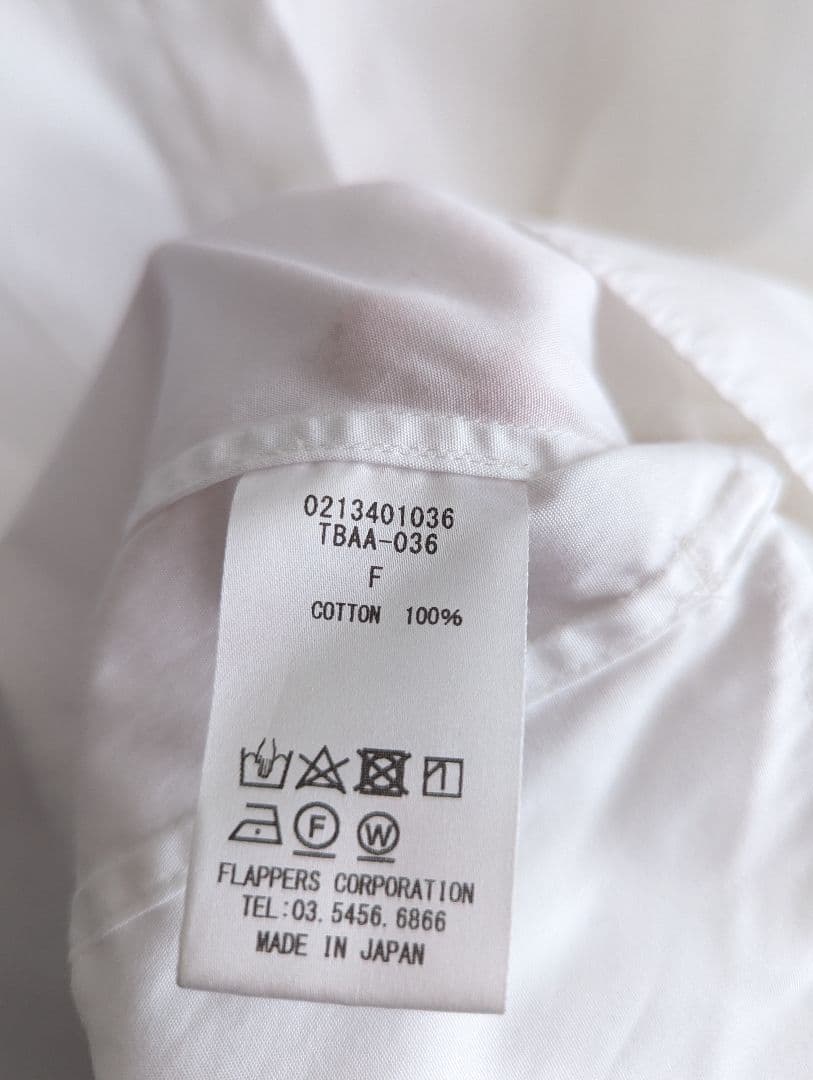 0213401036
TBAA-036
F
COTTON 100%
F W
FLAPPERS CORPORATION
TEL:03.5456.6866
MADE IN JAPAN